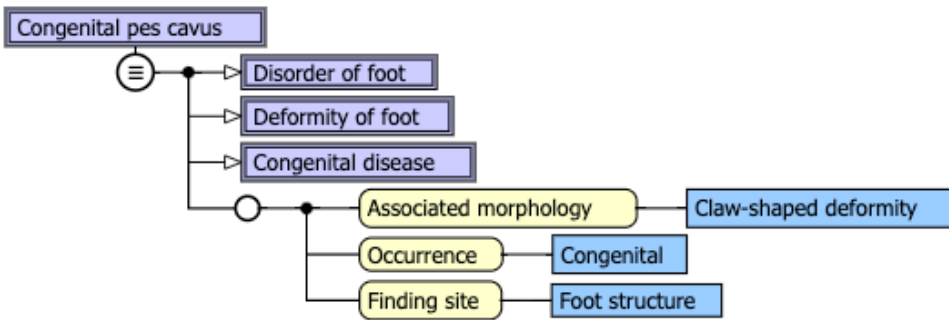 Congenital pes cavus
≡
Disorder of foot
Deformity of foot
Congenital disease
Associated morphology
Claw-shaped deformity
Occurrence
Congenital
Finding site
Foot structure